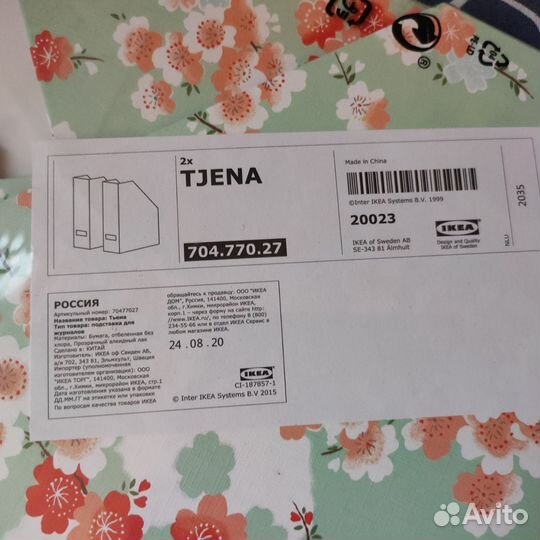 2x
TJENA
704.770.27
Made in China
©Inter IKEA Systems B.V. 1999
20023
IKEA of Sweden AB
SE-343 81 Älmhult
IKEA
Design and Quality
IKEA of Sweden
NLU
2035
РОССИЯ
Артикульный номер: 70477027
Название товара: Тьена
Тип товара: подставки для
журналов
Материалы: Бумага, отбеленная без
хлора, Прозрачный алкидный лак
Сделано в: КИТАЙ
Изготовитель: ИКЕА оф Свиден АБ,
а/я 702, 343 81, Эльмхульт, Швеция
Импортер (уполномоченная
изготовителем организация): ООО
"ИКЕА ТОРГ", 141400, Московская
обл., г.Химки, микрорайон ИКЕА, стр.1
Дата изготовления указана в формате
ДД.ММ.ГГ на этикетке или упаковке
По вопросам качества товаров ИКЕА
обращайтесь к продавцу: ООО "ИКЕА
ДОМ", Россия, 141400, Московская
обл., г.Химки, микрорайон ИКЕА,
к.1 через форму на сайте http:/
/www.IKEA.ru/, по телефону 8 (800)
234-55-66 или в отдел ИКЕА Сервис в
любом магазине ИКЕА.
24 .08 .20
IKEA
CI-187857-1
© Inter IKEA Systems B.V 2015
Avito